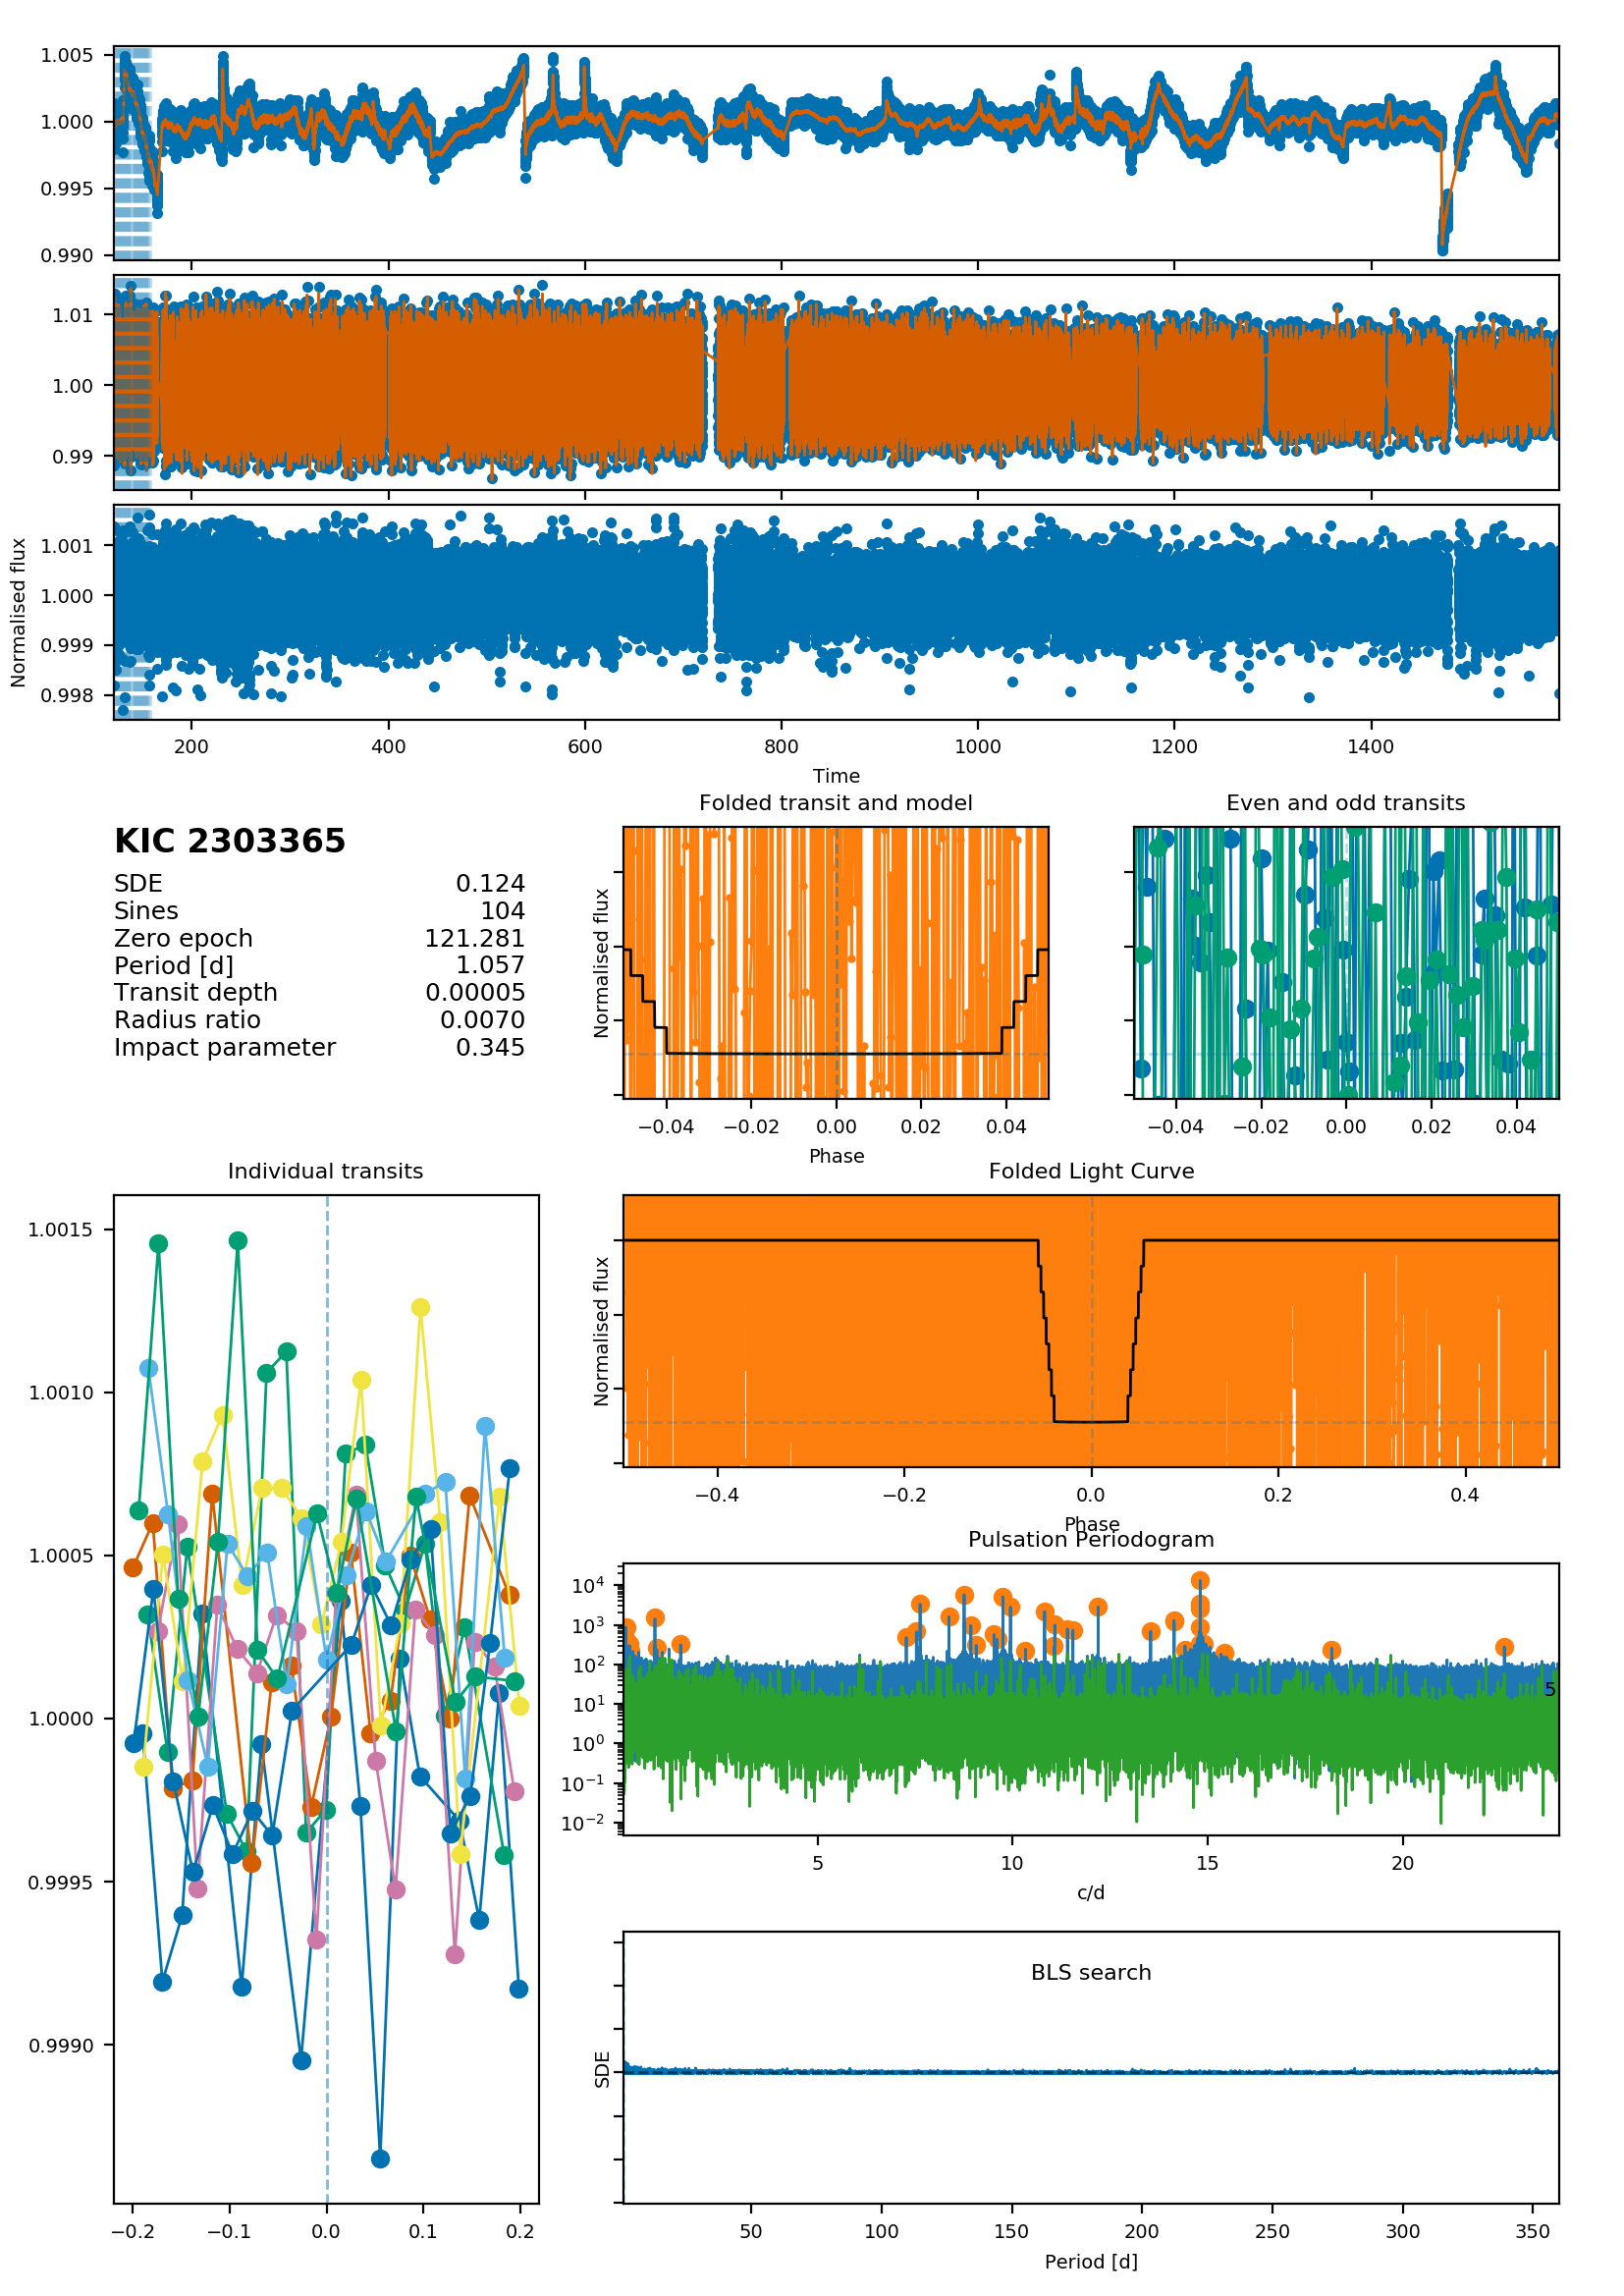 1.005
1.000
0.995
0.990
1.01
1.00
0.99
Normalised flux
1.001
1.000
0.999
0.998
200 400 600 800 1000 1200 1400
Time
KIC 2303365
SDE 0.124
Sines 104
Zero epoch 121.281
Period [d] 1.057
Transit depth 0.00005
Radius ratio 0.0070
Impact parameter 0.345
Folded transit and model
Normalised flux
−0.04 −0.02 0.00 0.02 0.04
Phase
Even and odd transits
−0.04 −0.02 0.00 0.02 0.04
Individual transits
1.0015
1.0010
1.0005
1.0000
0.9995
0.9990
−0.2 −0.1 0.0 0.1 0.2
Folded Light Curve
Normalised flux
−0.4 −0.2 0.0 0.2 0.4
Phase
Pulsation Periodogram
10⁴
10³
10²
10¹
10⁰
10⁻¹
10⁻²
5
5 10 15 20
c/d
BLS search
SDE
50 100 150 200 250 300 350
Period [d]